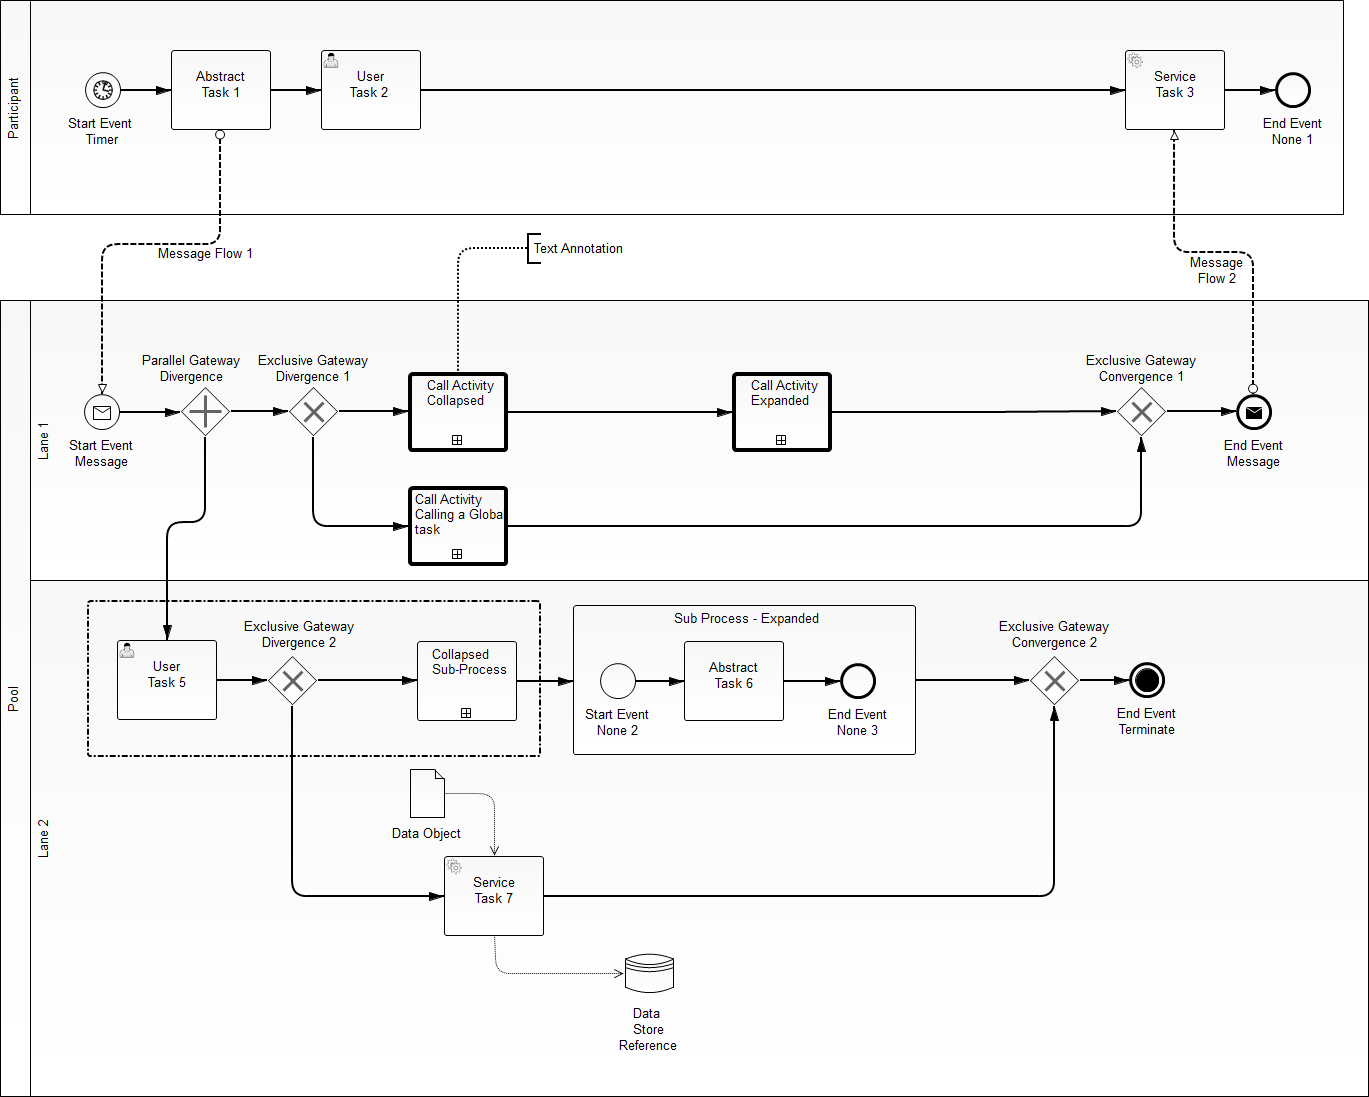 Participant
Abstract
Task 1
User
Task 2
Service
Task 3
Start Event
Timer
End Event
None 1
Message Flow 1
Text Annotation
Message
Flow 2
Pool
Lane 1
Parallel Gateway
Divergence
Exclusive Gateway
Divergence 1
Call Activity
Collapsed
Call Activity
Expanded
Exclusive Gateway
Convergence 1
Start Event
Message
End Event
Message
Call Activity
Calling a Global
task
Lane 2
User
Task 5
Exclusive Gateway
Divergence 2
Collapsed
Sub-Process
Sub Process - Expanded
Abstract
Task 6
Start Event
None 2
End Event
None 3
Exclusive Gateway
Convergence 2
End Event
Terminate
Data Object
Service
Task 7
Data
Store
Reference